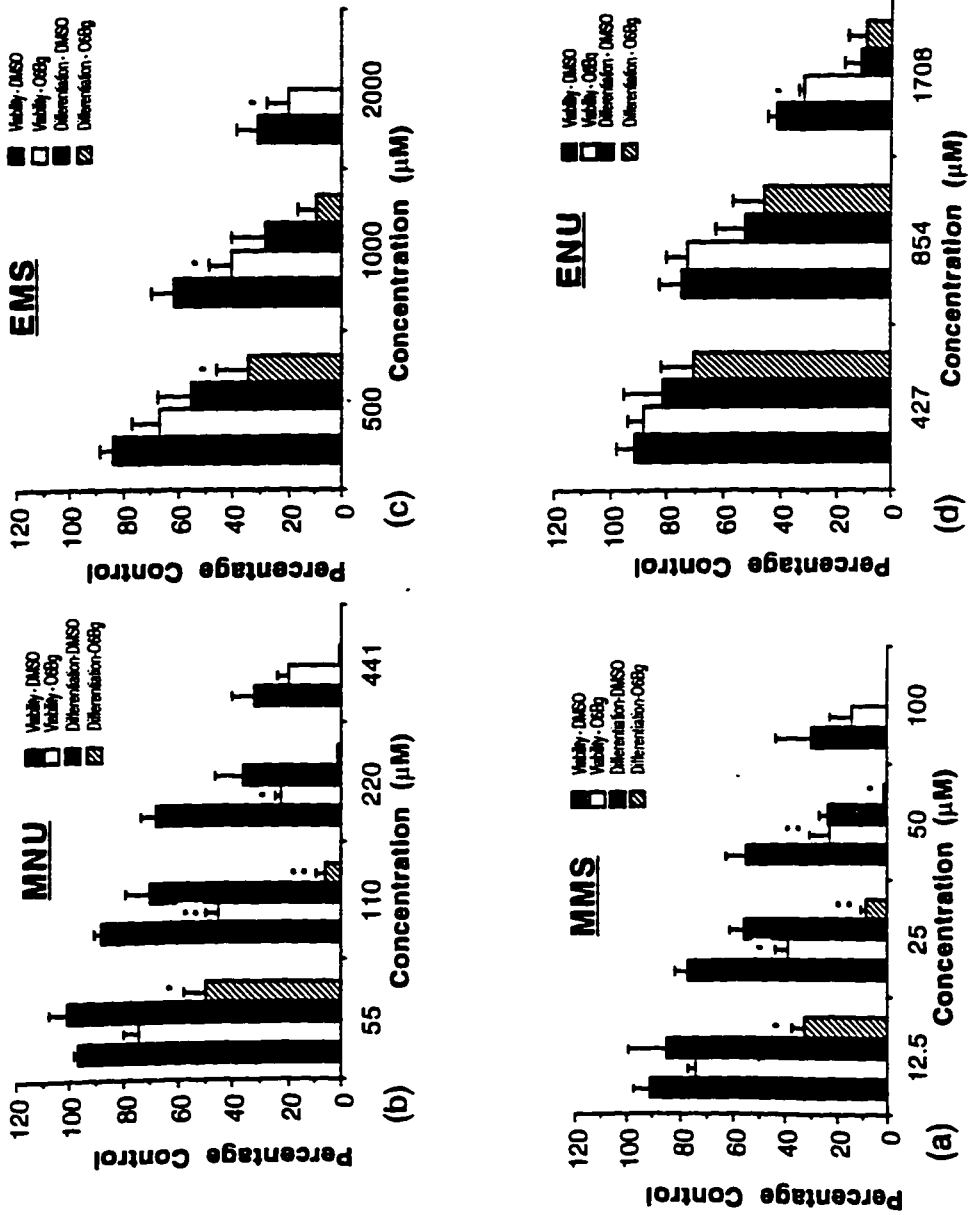 MNU
Viability - DMSO
Viability - O6Bg
Differentiation-DMSO
Differentiation-O6Bg
120
100
80
60
40
20
0
Percentage Control
55
110
220
441
Concentration (µM)
(b)
EMS
Viability - DMSO
Viability - O6Bg
Differentiation - DMSO
Differentiation - O6Bg
120
100
80
60
40
20
0
Percentage Control
500
1000
2000
Concentration (µM)
(c)
MMS
Viability - DMSO
Viability - O6Bg
Differentiation-DMSO
Differentiation-O6Bg
120
100
80
60
40
20
0
Percentage Control
12.5
25
50
100
Concentration (µM)
(a)
ENU
Viability - DMSO
Viability - O6Bg
Differentiation - DMSO
Differentiation - O6Bg
120
100
80
60
40
20
0
Percentage Control
427
854
1708
Concentration (µM)
(d)